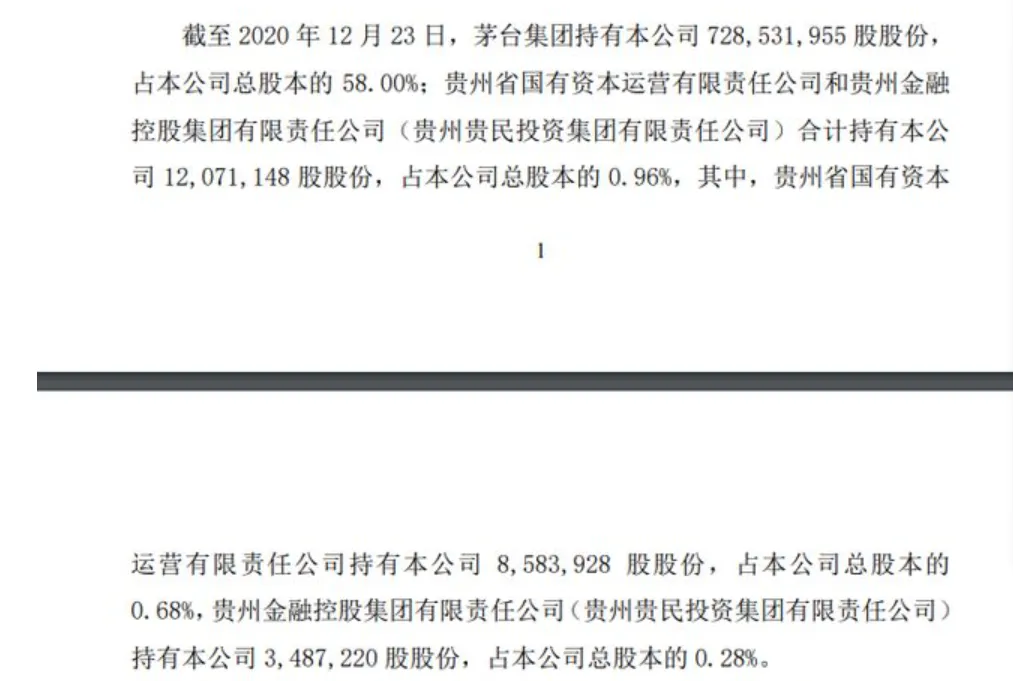 截至 2020 年 12 月 23 日，茅台集团持有本公司 728,531,955 股股份，
占本公司总股本的 58.00%；贵州省国有资本运营有限责任公司和贵州金融
控股集团有限责任公司（贵州贵民投资集团有限责任公司）合计持有本公
司 12,071,148 股股份，占本公司总股本的 0.96%，其中，贵州省国有资本
1
运营有限责任公司持有本公司 8,583,928 股股份，占本公司总股本的
0.68%，贵州金融控股集团有限责任公司（贵州贵民投资集团有限责任公司）
持有本公司 3,487,220 股股份，占本公司总股本的 0.28%。